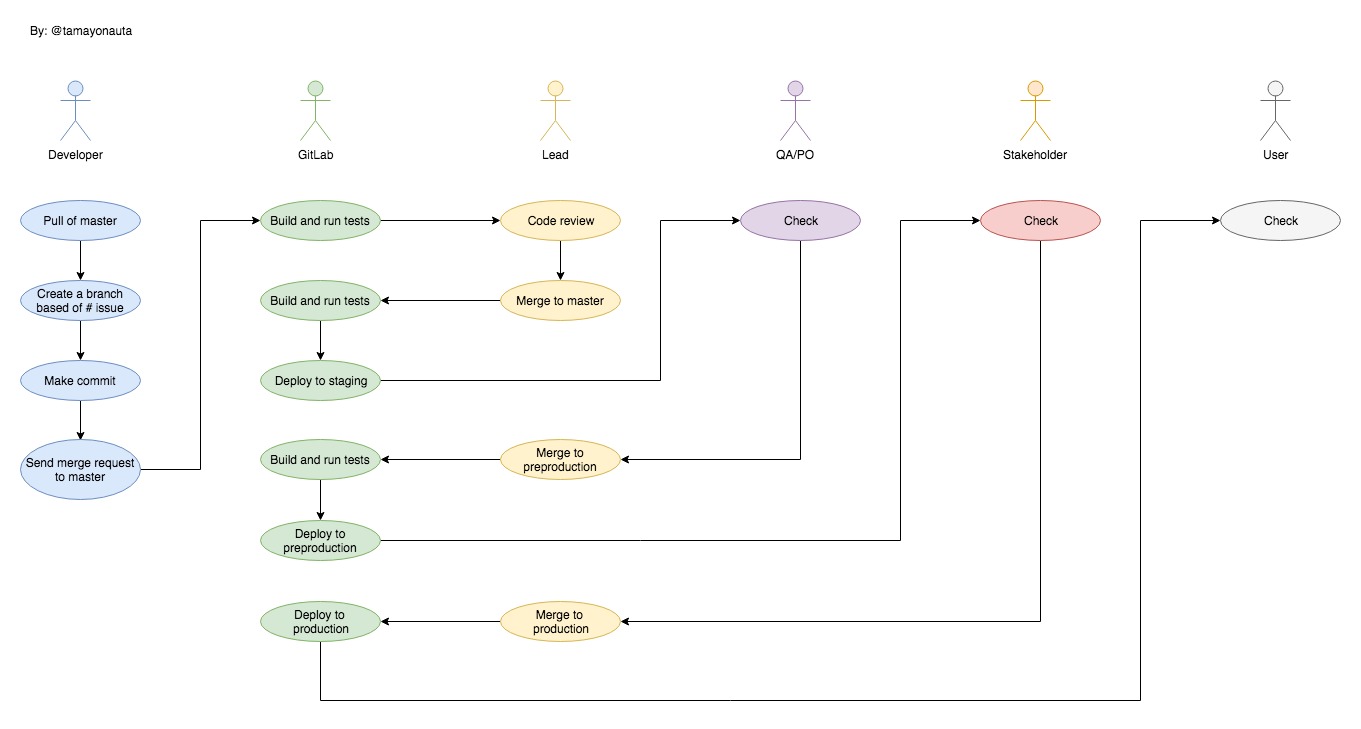 By: @tamayonauta
Developer
GitLab
Lead
QA/PO
Stakeholder
User
Pull of master
Build and run tests
Code review
Check
Check
Check
Create a branch
based of # issue
Build and run tests
Merge to master
Make commit
Deploy to staging
Send merge request
to master
Build and run tests
Merge to
preproduction
Deploy to
preproduction
Deploy to
production
Merge to
production